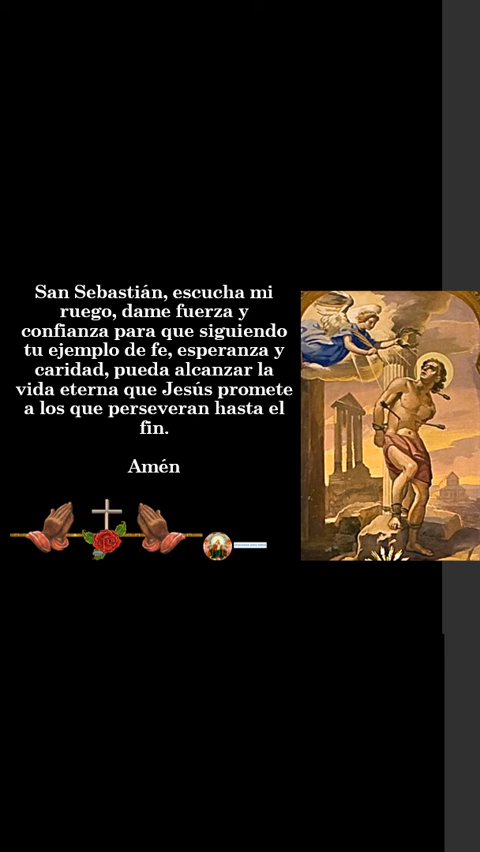 San Sebastián, escucha mi
ruego, dame fuerza y
confianza para que siguiendo
tu ejemplo de fe, esperanza y
caridad, pueda alcanzar la
vida eterna que Jesús promete
a los que perseveran hasta el
fin.
Amén